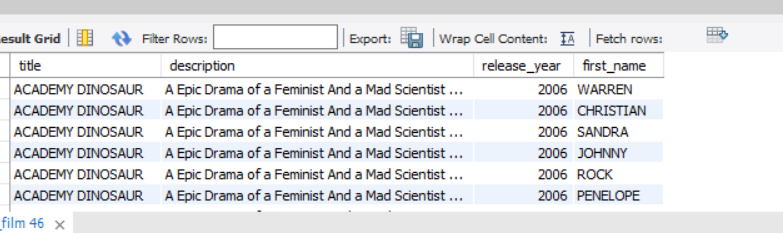 esult Grid Filter Rows: Export: Wrap Cell Content: IA Fetch rows:
title description release_year first_name
ACADEMY DINOSAUR A Epic Drama of a Feminist And a Mad Scientist ... 2006 WARREN
ACADEMY DINOSAUR A Epic Drama of a Feminist And a Mad Scientist ... 2006 CHRISTIAN
ACADEMY DINOSAUR A Epic Drama of a Feminist And a Mad Scientist ... 2006 SANDRA
ACADEMY DINOSAUR A Epic Drama of a Feminist And a Mad Scientist ... 2006 JOHNNY
ACADEMY DINOSAUR A Epic Drama of a Feminist And a Mad Scientist ... 2006 ROCK
ACADEMY DINOSAUR A Epic Drama of a Feminist And a Mad Scientist ... 2006 PENELOPE
_film 46